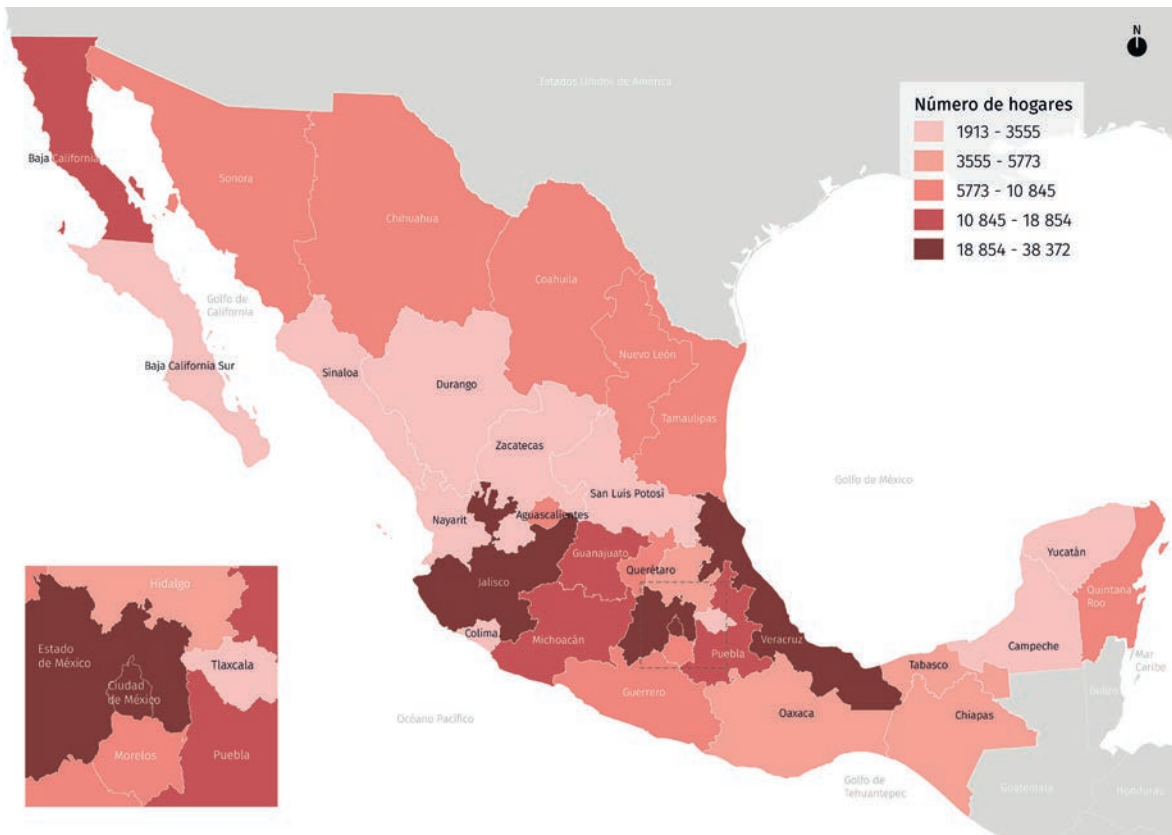 N
Estados Unidos de América
Número de hogares
1913 - 3555
3555 - 5773
5773 - 10 845
10 845 - 18 854
18 854 - 38 372
Baja California
Sonora
Chihuahua
Coahuila
Golfo de
California
Nuevo León
Baja California Sur
Sinaloa
Durango
Tamaulipas
Zacatecas
Golfo de México
San Luis Potosí
Nayarit
Aguascalientes
Guanajuato
Querétaro
Yucatán
Jalisco
Quintana
Roo
Colima
Michoacán
Puebla
Veracruz
Campeche
Mar
Caribe
Tabasco
Belice
Guerrero
Oaxaca
Chiapas
Océano Pacífico
Golfo de
Tehuantepec
Guatemala
Honduras
Hidalgo
Estado
de México
Tlaxcala
Ciudad
de México
Morelos
Puebla